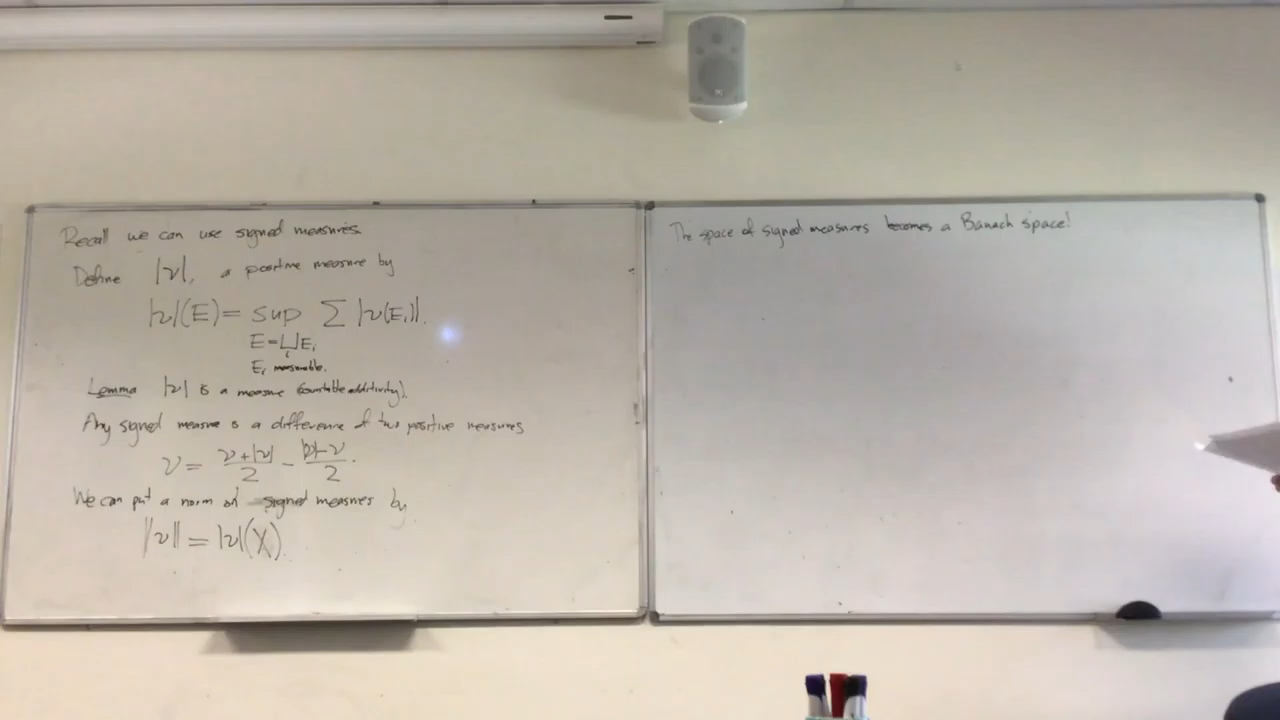 Recall we can use signed measures.
Define |ν|, a positive measure by
|ν|(E) = sup Σ |ν(Eᵢ)|.
E = ⊔ Eᵢ
i
Eᵢ measurable.
Lemma |ν| is a measure (countable additivity).
Any signed measure is a difference of two positive measures
ν = (ν + |ν|)/2 - (|ν| - ν)/2.
We can put a norm on signed measures by
||ν|| = |ν|(X).
The space of signed measures becomes a Banach space!